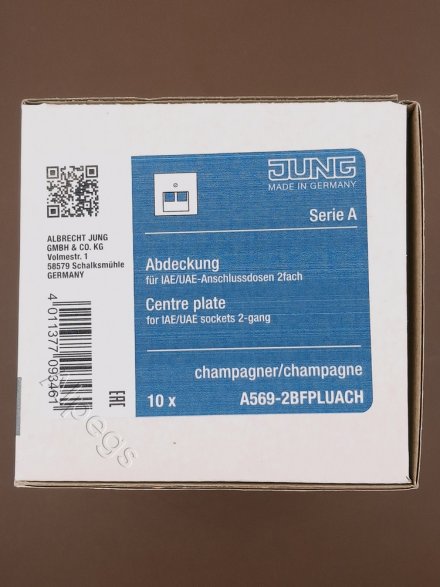 JUNG
MADE IN GERMANY
Serie A
ALBRECHT JUNG
GMBH & CO. KG
Volmestr. 1
58579 Schalksmühle
GERMANY
Abdeckung
für IAE/UAE-Anschlussdosen 2fach
Centre plate
for IAE/UAE sockets 2-gang
champagner/champagne
10 x
A569-2BFPLUACH
4 011377 093461
EAC